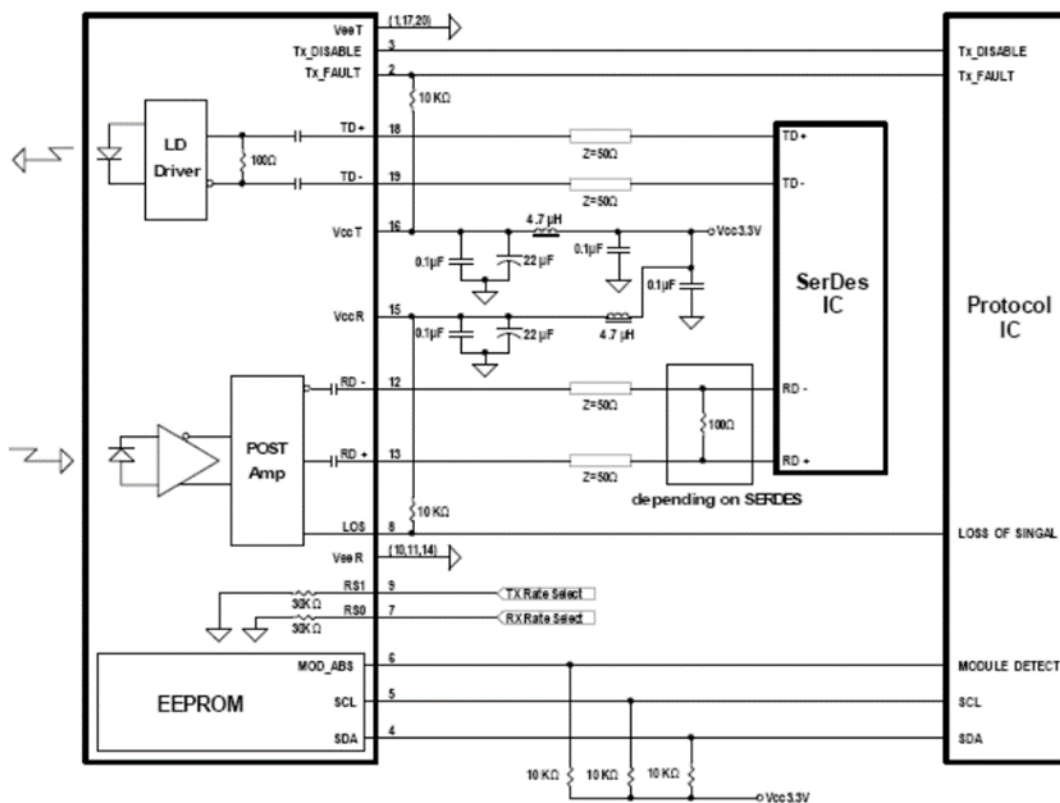 VeeT (1,17,20)
Tx_DISABLE 3 Tx_DISABLE
Tx_FAULT 2 Tx_FAULT
10 KΩ
LD
Driver
100Ω
TD+ 18 Z=50Ω TD+
TD- 19 Z=50Ω TD-
VccT 16 4.7 µH Vcc3.3V
0.1µF 22 µF 0.1µF 0.1µF
SerDes
IC
Protocol
IC
VccR 15 4.7 µH
0.1µF 22 µF
RD - 12 Z=50Ω RD -
100Ω
POST
Amp
RD + 13 Z=50Ω RD +
depending on SERDES
10 KΩ
LOS 8 LOSS OF SINGAL
VeeR (10,11,14)
RS1 9 TX Rate Select
30KΩ
RS0 7 RX Rate Select
30KΩ
MOD_ABS 6 MODULE DETECT
EEPROM
SCL 5 SCL
SDA 4 SDA
10 KΩ 10 KΩ 10 KΩ
Vcc3.3V